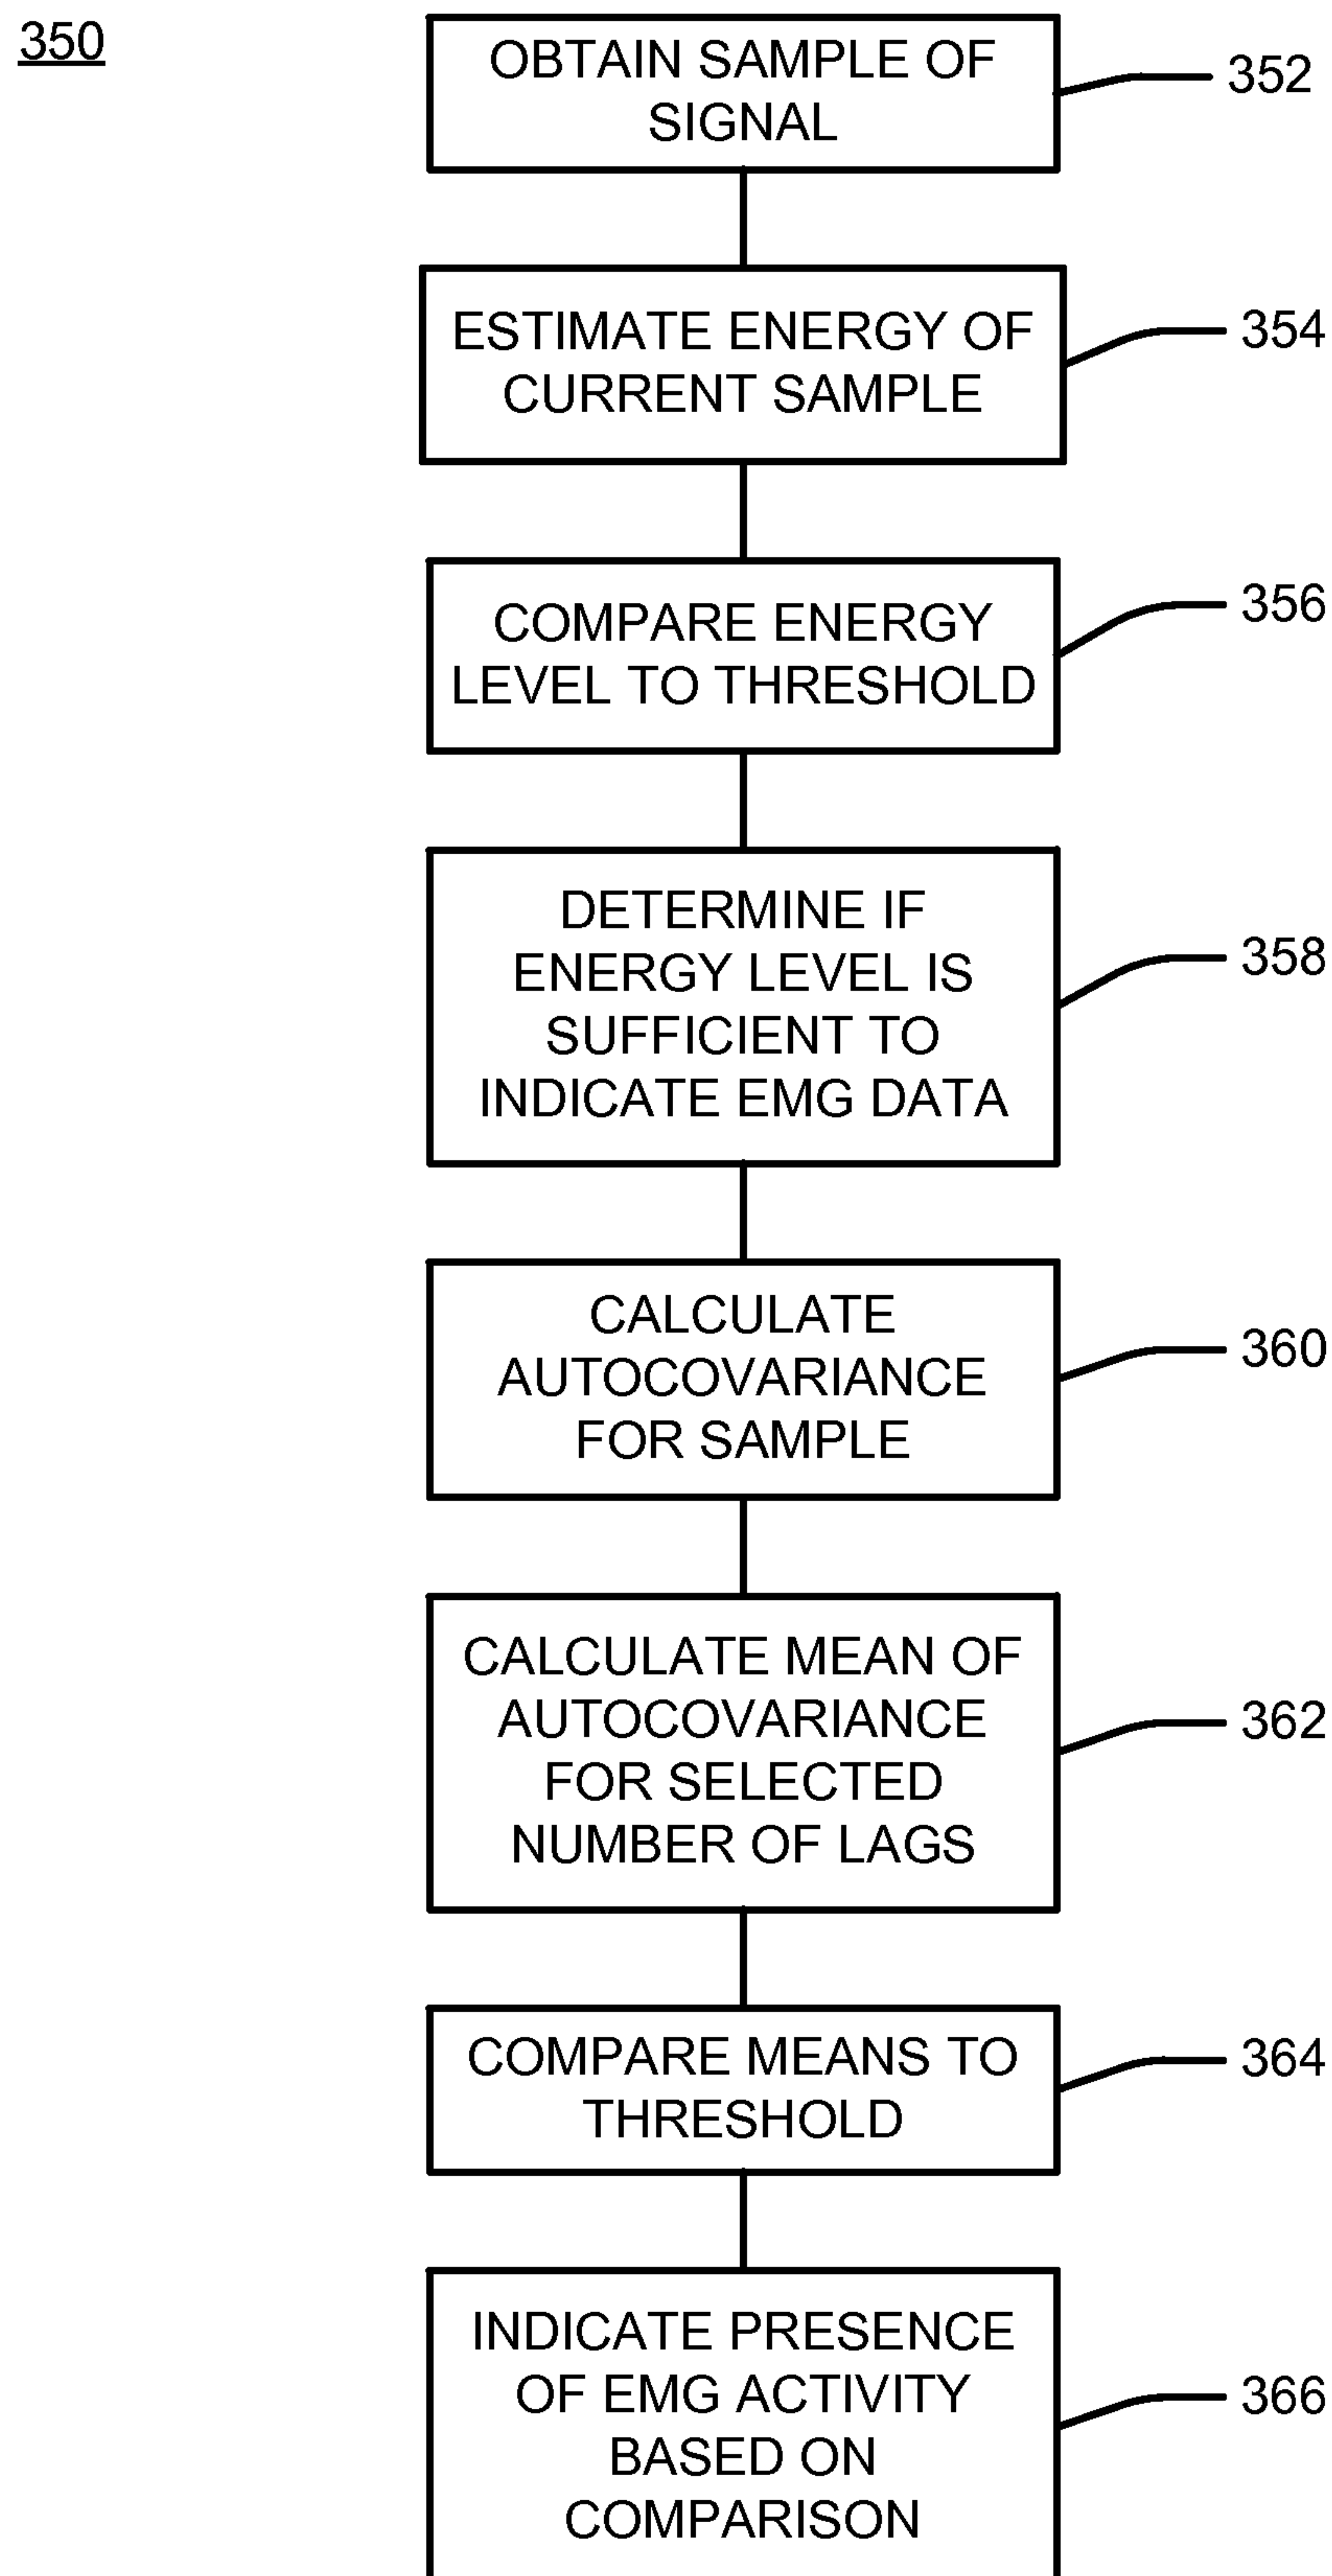 350
OBTAIN SAMPLE OF
SIGNAL
352
ESTIMATE ENERGY OF
CURRENT SAMPLE
354
COMPARE ENERGY
LEVEL TO THRESHOLD
356
DETERMINE IF
ENERGY LEVEL IS
SUFFICIENT TO
INDICATE EMG DATA
358
CALCULATE
AUTOCOVARIANCE
FOR SAMPLE
360
CALCULATE MEAN OF
AUTOCOVARIANCE
FOR SELECTED
NUMBER OF LAGS
362
COMPARE MEANS TO
THRESHOLD
364
INDICATE PRESENCE
OF EMG ACTIVITY
BASED ON
COMPARISON
366